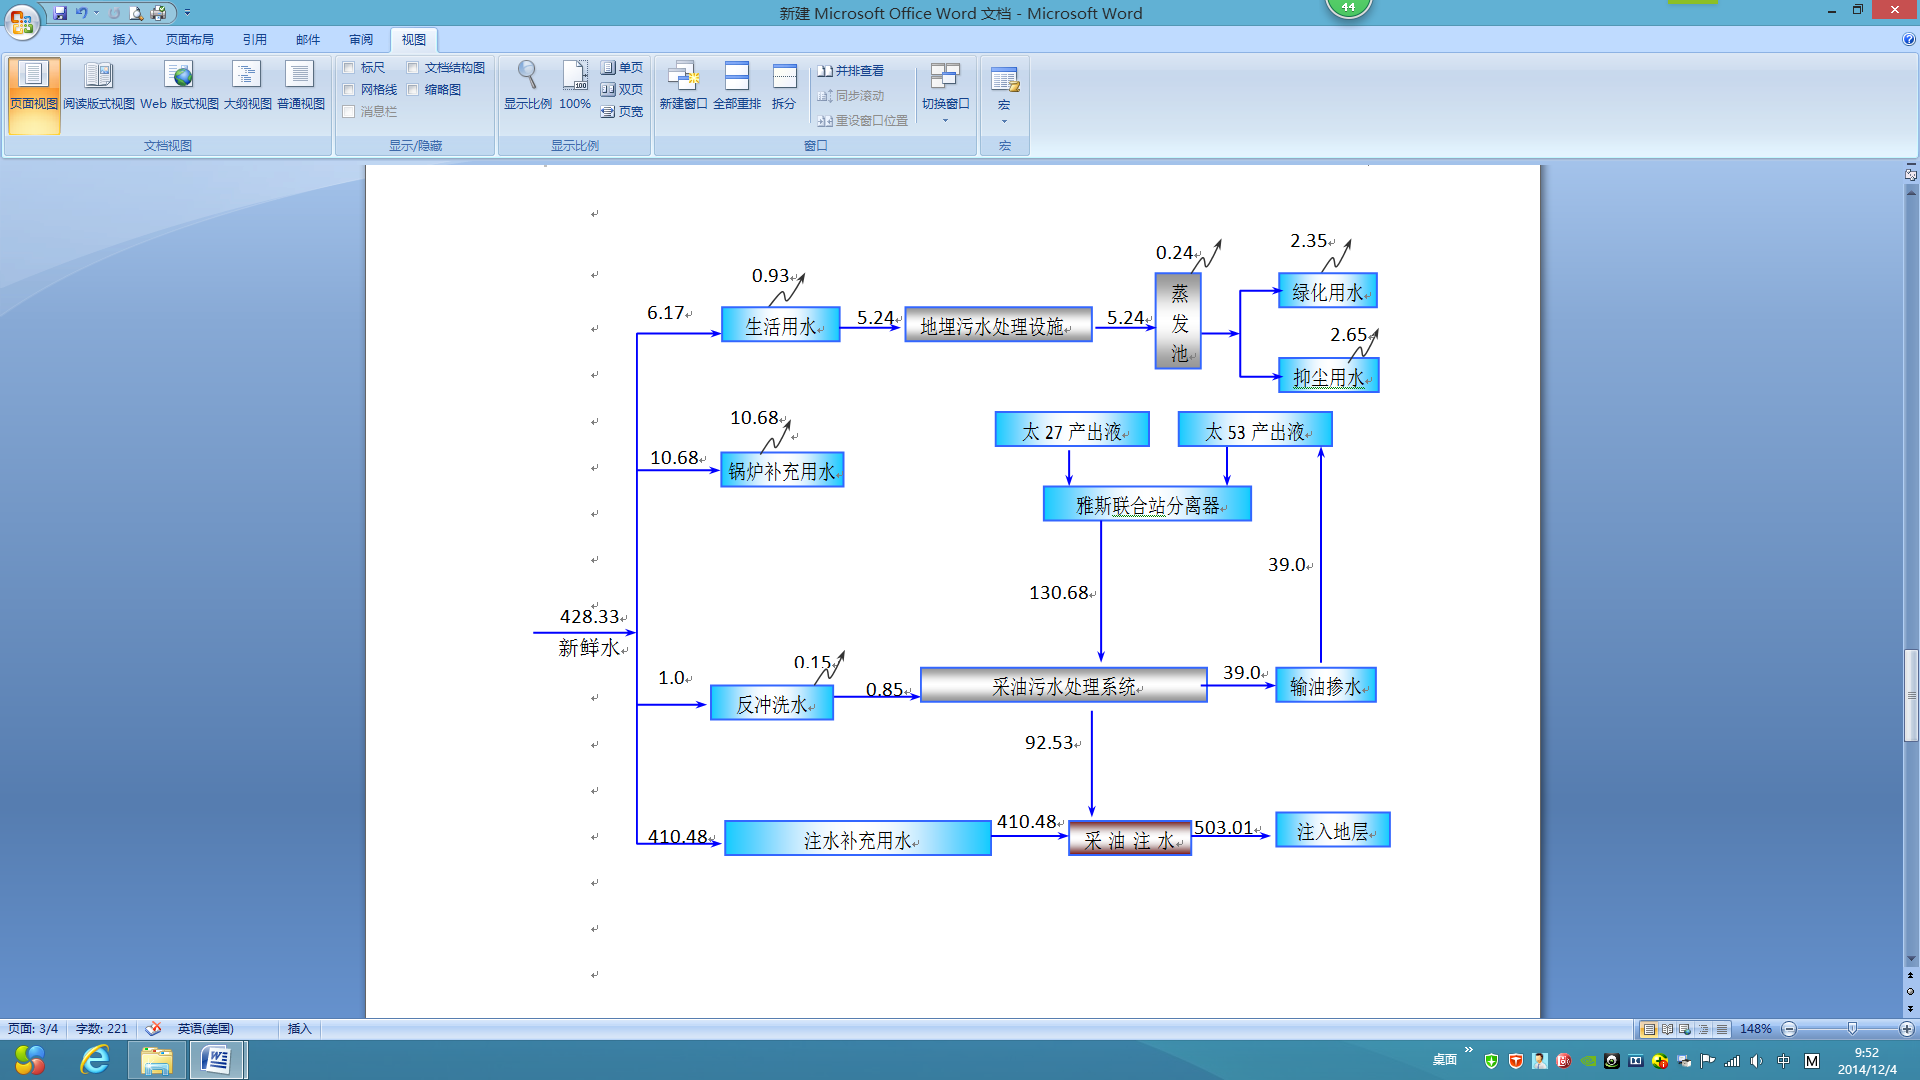 新建 Microsoft Office Word 文档 - Microsoft Word
44
开始 插入 页面布局 引用 邮件 审阅 视图
页面视图 阅读版式视图 Web 版式视图 大纲视图 普通视图
文档视图
标尺 文档结构图
网格线 缩略图
消息栏
显示/隐藏
显示比例 100% 单页
双页
页宽
显示比例
新建窗口 全部重排 拆分
并排查看
同步滚动
重设窗口位置
切换窗口
窗口
宏
宏
0.93
0.24
2.35
6.17
生活用水
5.24
地埋污水处理设施
5.24
蒸
发
池
绿化用水
2.65
抑尘用水
10.68
10.68
锅炉补充用水
太 27 产出液
太 53 产出液
雅斯联合站分离器
130.68
39.0
428.33
新鲜水
1.0
0.15
反冲洗水
0.85
采油污水处理系统
39.0
输油掺水
92.53
410.48
注水补充用水
410.48
采 油 注 水
503.01
注入地层
页面: 3/4 字数: 221 英语(美国) 插入 148%
桌面 中 M
9:52
2014/12/4